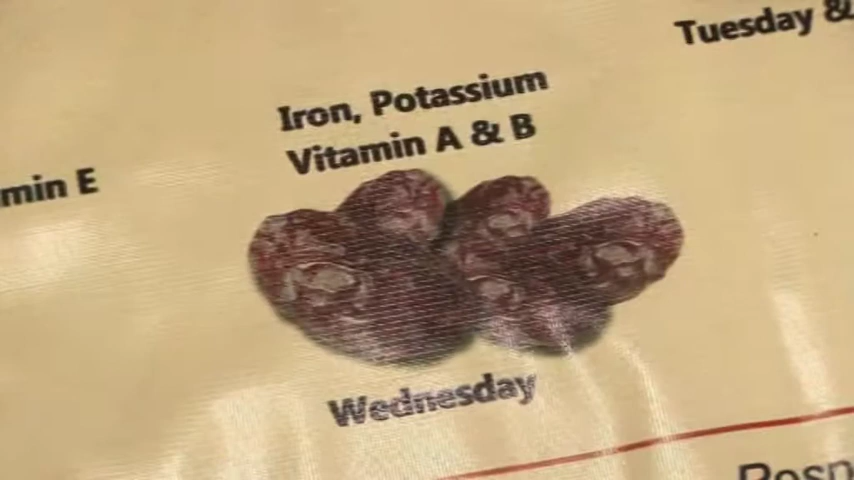 Tuesday &
Iron, Potassium
Vitamin A & B
min E
Wednesday